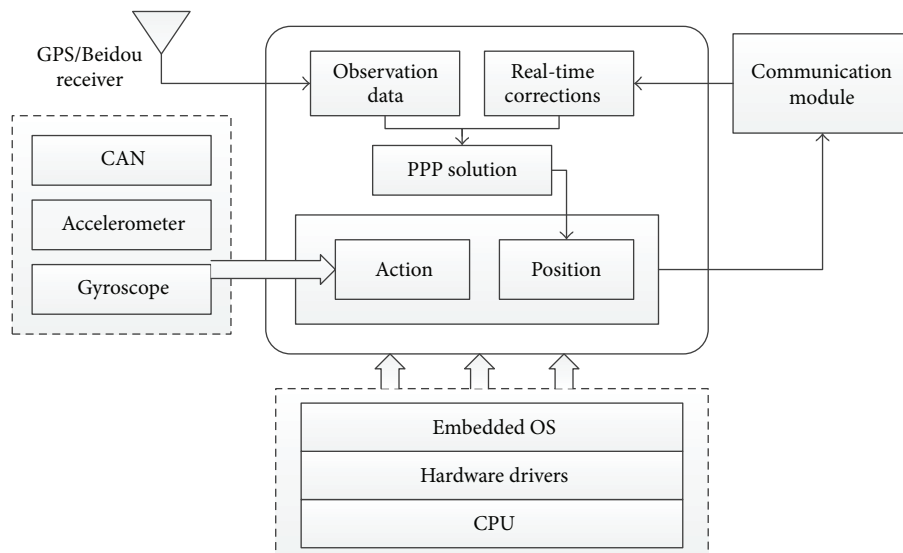 GPS/Beidou
receiver
Observation
data
Real-time
corrections
Communication
module
CAN
PPP solution
Accelerometer
Action
Position
Gyroscope
Embedded OS
Hardware drivers
CPU